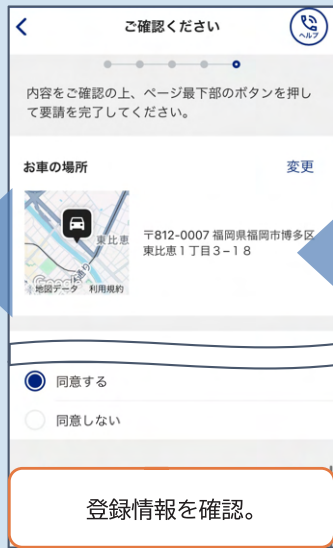 ご確認ください
ヘルプ
内容をご確認の上、ページ最下部のボタンを押し
て要請を完了してください。
お車の場所
変更
東比恵
通り
Google
地図データ 利用規約
〒812-0007 福岡県福岡市博多区
東比恵1丁目3−18
同意する
同意しない
登録情報を確認。